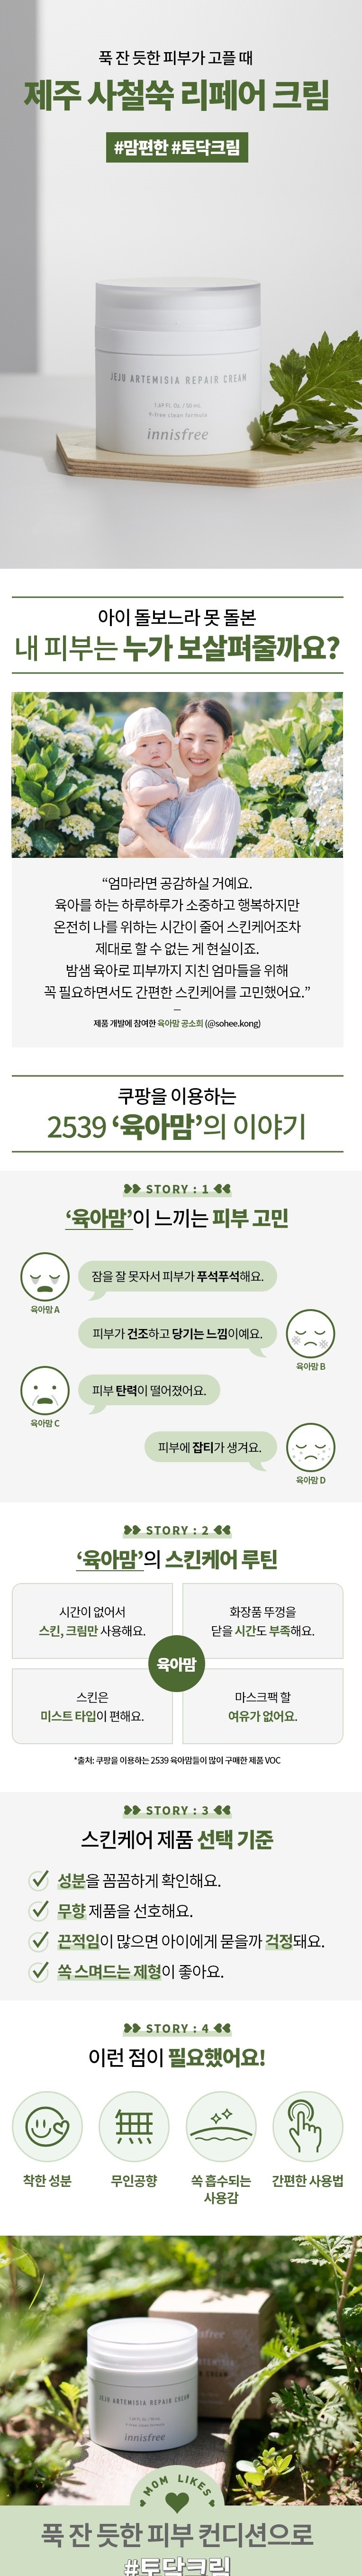 푹 잔 듯한 피부가 고플 때
제주 사철쑥 리페어 크림
#맘편한 #토닥크림
JEJU ARTEMISIA REPAIR CREAM
1.69 Fl. Oz. / 50 mL
9-free clean formula
innisfree
아이 돌보느라 못 돌본
내 피부는 누가 보살펴줄까요?
“엄마라면 공감하실 거예요.
육아를 하는 하루하루가 소중하고 행복하지만
온전히 나를 위하는 시간이 줄어 스킨케어조차
제대로 할 수 없는 게 현실이죠.
밤샘 육아로 피부까지 지친 엄마들을 위해
꼭 필요하면서도 간편한 스킨케어를 고민했어요.”
제품 개발에 참여한 육아맘 공소희 (@sohee.kong)
쿠팡을 이용하는
2539 ‘육아맘’의 이야기
STORY : 1
‘육아맘’이 느끼는 피부 고민
잠을 잘 못자서 피부가 푸석푸석해요.
육아맘 A
피부가 건조하고 당기는 느낌이예요.
육아맘 B
피부 탄력이 떨어졌어요.
육아맘 C
피부에 잡티가 생겨요.
육아맘 D
STORY : 2
‘육아맘’의 스킨케어 루틴
시간이 없어서
스킨, 크림만 사용해요.
화장품 뚜껑을
닫을 시간도 부족해요.
육아맘
스킨은
미스트 타입이 편해요.
마스크팩 할
여유가 없어요.
*출처: 쿠팡을 이용하는 2539 육아맘들이 많이 구매한 제품 VOC
STORY : 3
스킨케어 제품 선택 기준
성분을 꼼꼼하게 확인해요.
무향 제품을 선호해요.
끈적임이 많으면 아이에게 묻을까 걱정돼요.
쏙 스며드는 제형이 좋아요.
STORY : 4
이런 점이 필요했어요!
착한 성분
무인공향
쏙 흡수되는
사용감
간편한 사용법
JEJU ARTEMISIA REPAIR CREAM
innisfree
MOM LIKES
푹 잔 듯한 피부 컨디션으로
#토닥크림